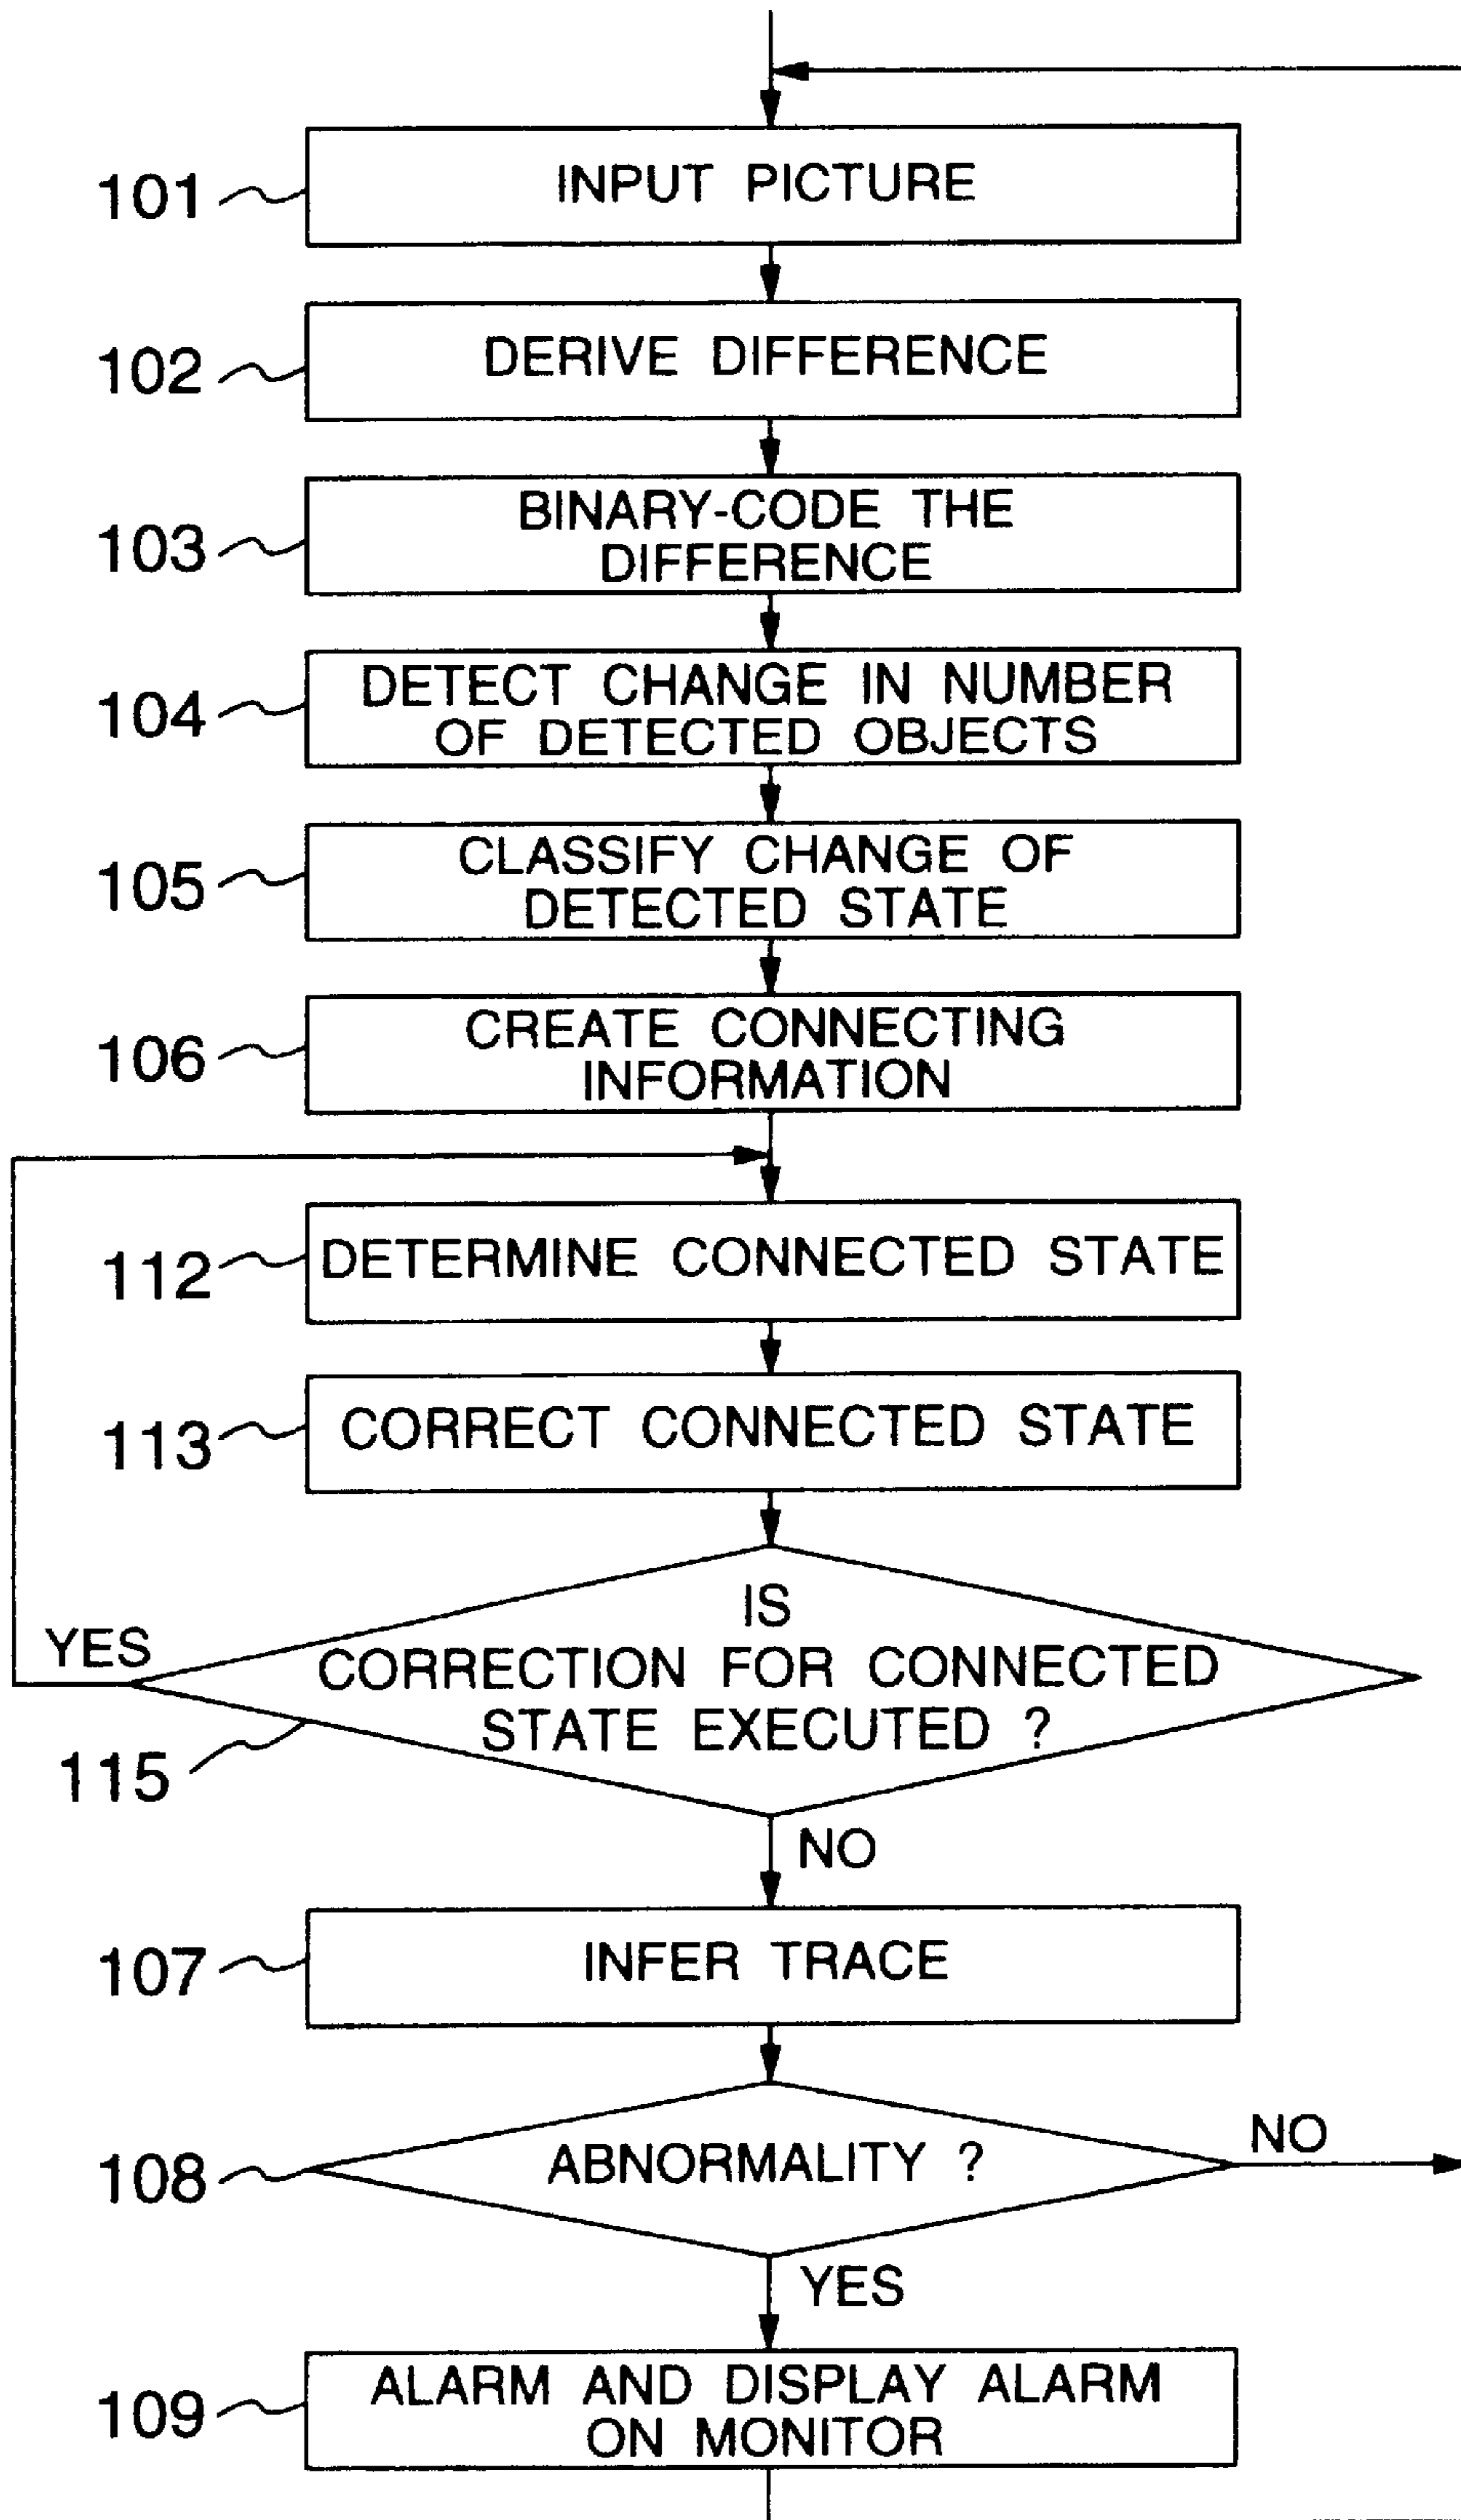 101
INPUT PICTURE
102
DERIVE DIFFERENCE
103
BINARY-CODE THE
DIFFERENCE
104
DETECT CHANGE IN NUMBER
OF DETECTED OBJECTS
105
CLASSIFY CHANGE OF
DETECTED STATE
106
CREATE CONNECTING
INFORMATION
112
DETERMINE CONNECTED STATE
113
CORRECT CONNECTED STATE
IS
CORRECTION FOR CONNECTED
STATE EXECUTED ?
YES
115
NO
107
INFER TRACE
108
ABNORMALITY ?
NO
YES
109
ALARM AND DISPLAY ALARM
ON MONITOR